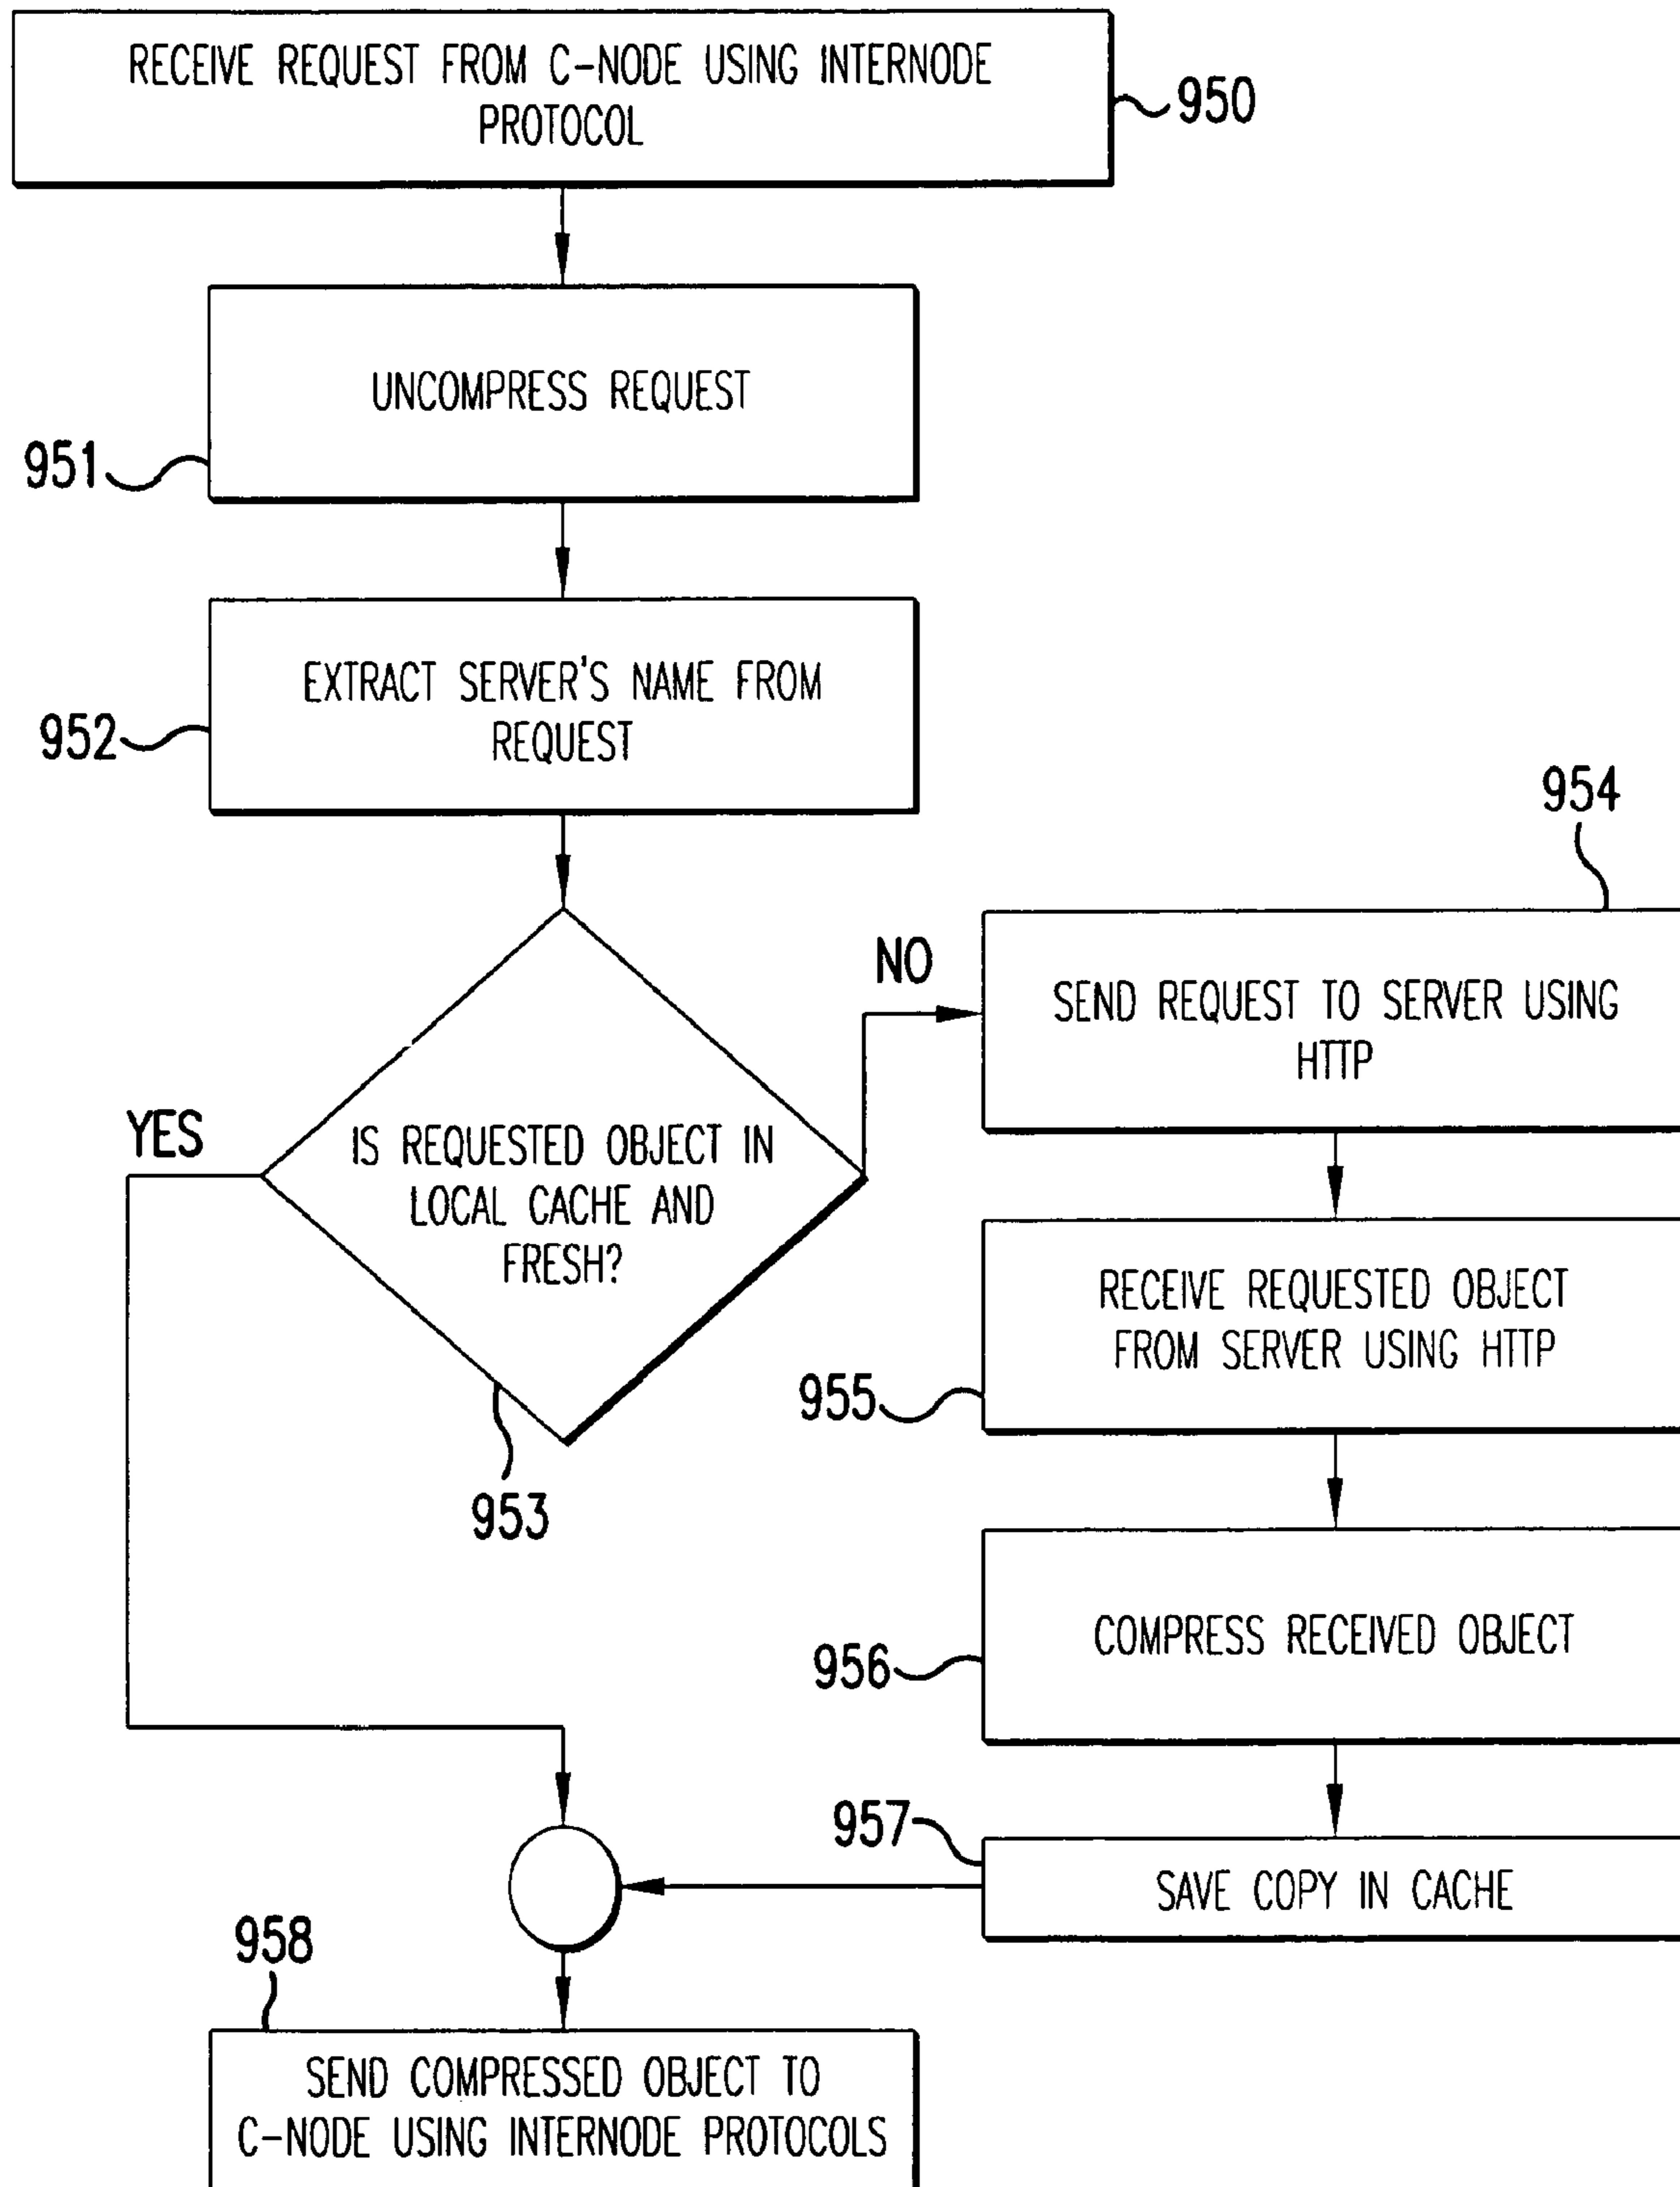 RECEIVE REQUEST FROM C-NODE USING INTERNODE
PROTOCOL
950
UNCOMPRESS REQUEST
951
EXTRACT SERVER'S NAME FROM
REQUEST
952
954
NO
SEND REQUEST TO SERVER USING
HTTP
YES
IS REQUESTED OBJECT IN
LOCAL CACHE AND
FRESH?
953
RECEIVE REQUESTED OBJECT
FROM SERVER USING HTTP
955
COMPRESS RECEIVED OBJECT
956
957
SAVE COPY IN CACHE
958
SEND COMPRESSED OBJECT TO
C-NODE USING INTERNODE PROTOCOLS